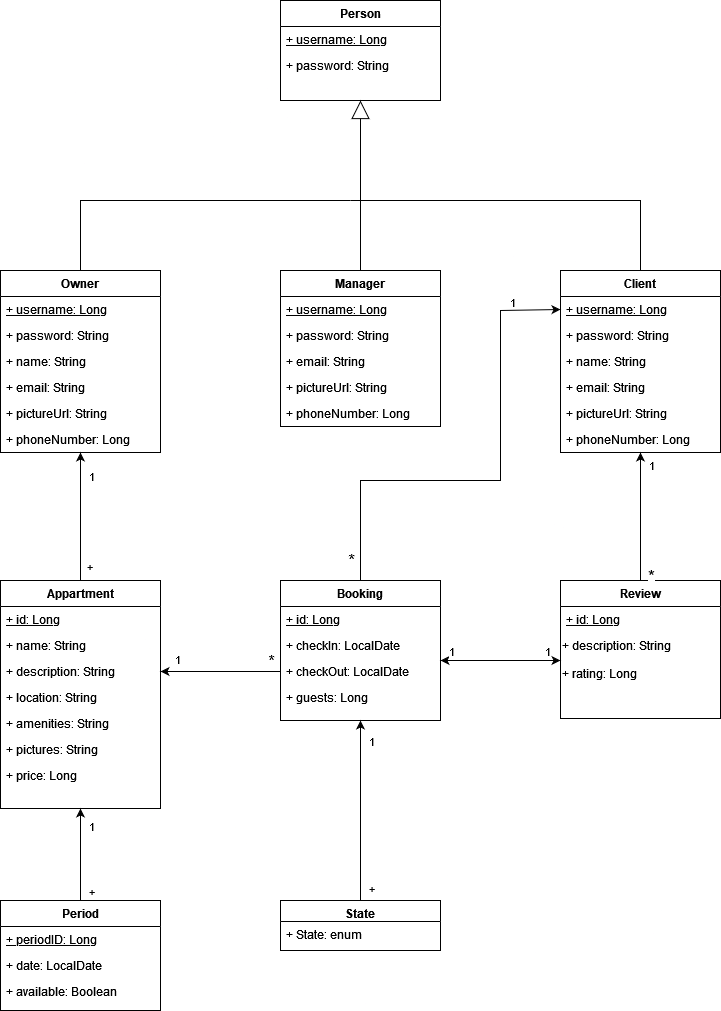 Person
+ username: Long
+ password: String
Owner
+ username: Long
+ password: String
+ name: String
+ email: String
+ pictureUrl: String
+ phoneNumber: Long
Manager
+ username: Long
+ password: String
+ email: String
+ pictureUrl: String
+ phoneNumber: Long
Client
+ username: Long
+ password: String
+ name: String
+ email: String
+ pictureUrl: String
+ phoneNumber: Long
1
1
+
*
1
*
Appartment
+ id: Long
+ name: String
+ description: String
+ location: String
+ amenities: String
+ pictures: String
+ price: Long
1
*
Booking
+ id: Long
+ checkIn: LocalDate
+ checkOut: LocalDate
+ guests: Long
1
1
Review
+ id: Long
+ description: String
+ rating: Long
1
+
1
+
Period
+ periodID: Long
+ date: LocalDate
+ available: Boolean
State
+ State: enum